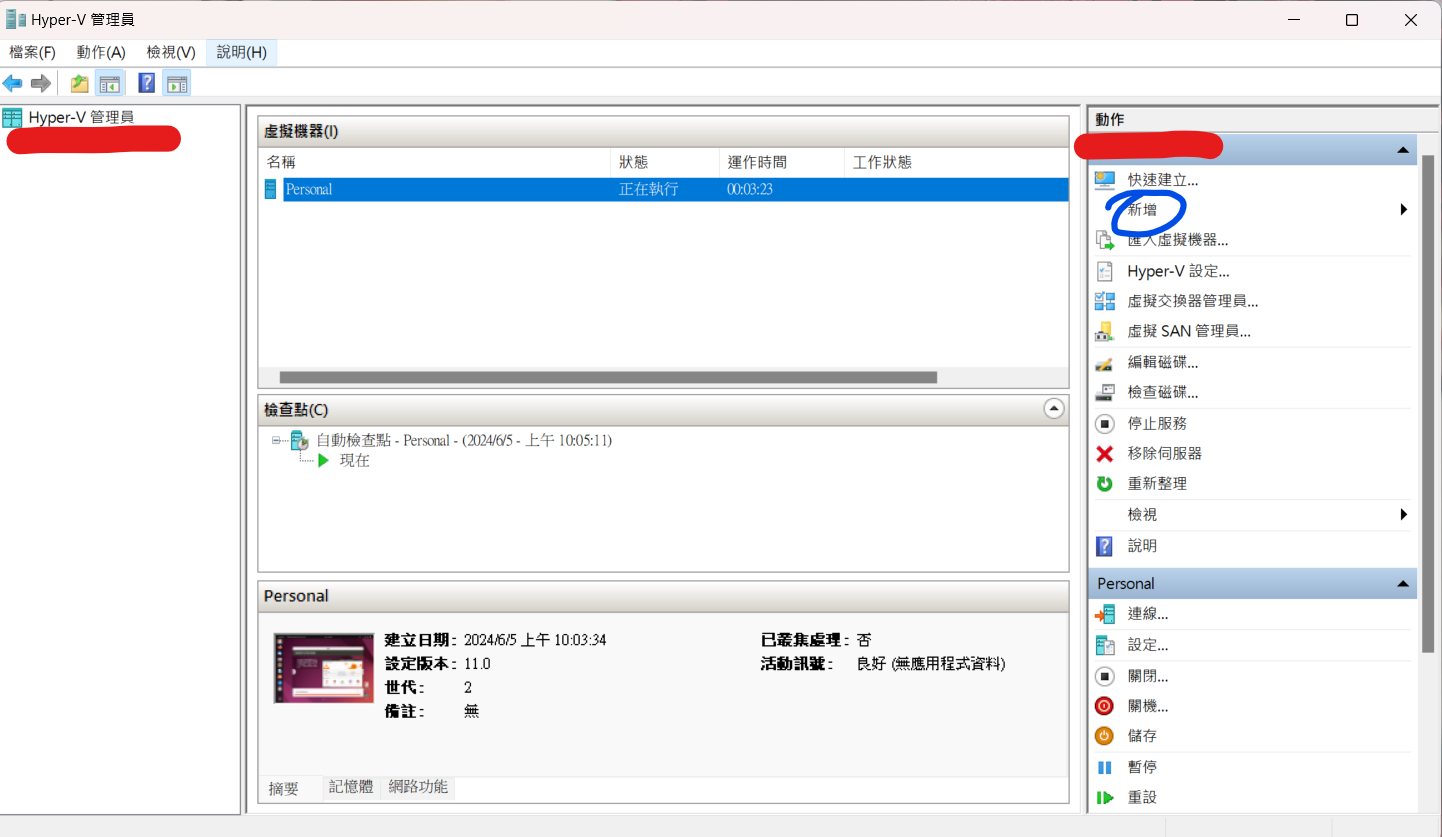 Hyper-V 管理員
檔案(F) 動作(A) 檢視(V) 說明(H)
Hyper-V 管理員
虛擬機器(I)
名稱 狀態 運作時間 工作狀態
Personal 正在執行 00:03:23
檢查點(C)
自動檢查點 - Personal - (2024/6/5 - 上午 10:05:11)
現在
Personal
建立日期: 2024/6/5 上午 10:03:34 已叢集處理: 否
設定版本: 11.0 活動訊號: 良好 (無應用程式資料)
世代: 2
備註: 無
摘要 記憶體 網路功能
動作
快速建立...
新增
匯入虛擬機器...
Hyper-V 設定...
虛擬交換器管理員...
虛擬 SAN 管理員...
編輯磁碟...
檢查磁碟...
停止服務
移除伺服器
重新整理
檢視
說明
Personal
連線...
設定...
關閉...
關機...
儲存
暫停
重設